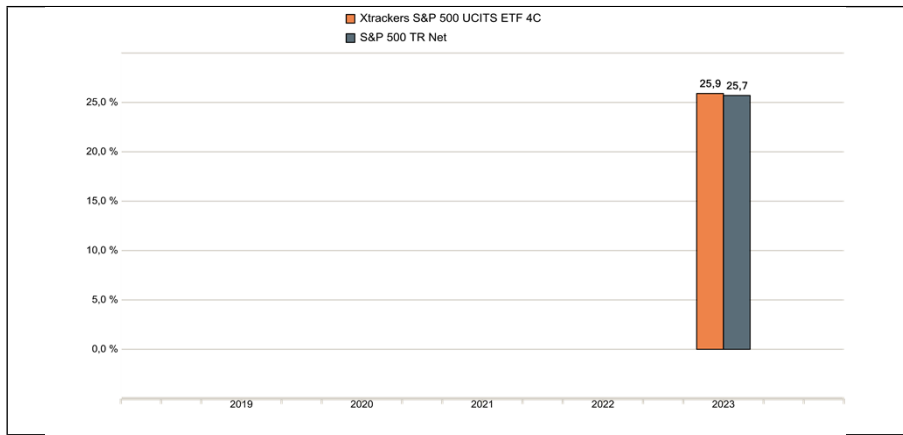 Xtrackers S&P 500 UCITS ETF 4C
S&P 500 TR Net
25,9 25,7
25,0 %
20,0 %
15,0 %
10,0 %
5,0 %
0,0 %
2019 2020 2021 2022 2023